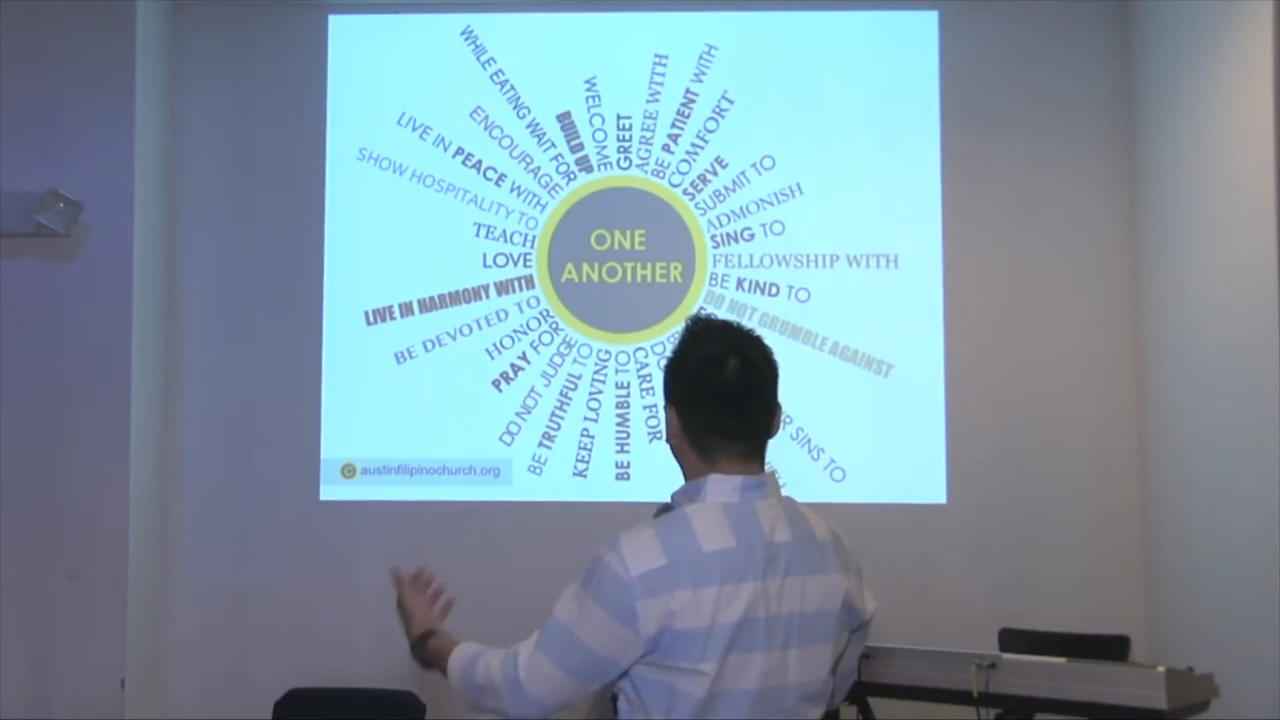 WHILE EATING WAIT FOR
ENCOURAGE
BUILD UP
WELCOME
GREET
AGREE WITH
BE PATIENT WITH
COMFORT
SERVE
SUBMIT TO
ADMONISH
SING TO
FELLOWSHIP WITH
BE KIND TO
DO NOT GRUMBLE AGAINST
SINS TO
CARE FOR
BE HUMBLE TO
KEEP LOVING
BE TRUTHFUL TO
DO NOT JUDGE
PRAY FOR
HONOR
BE DEVOTED TO
LIVE IN HARMONY WITH
LOVE
TEACH
SHOW HOSPITALITY TO
LIVE IN PEACE WITH
ONE
ANOTHER
austinfilipinochurch.org